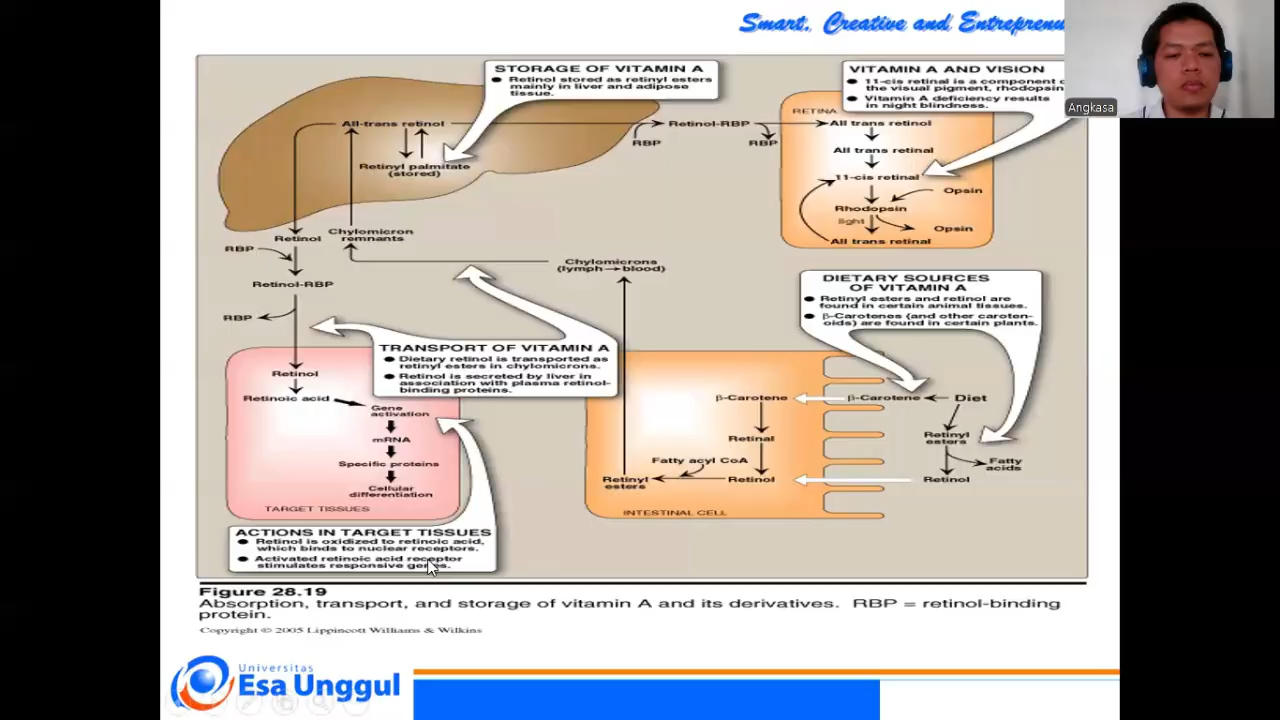 Smart, Creative and Entrepren
Angkasa
STORAGE OF VITAMIN A
Retinol stored as retinyl esters
mainly in liver and adipose
tissue.
VITAMIN A AND VISION
11-cis retinal is a component
the visual pigment, rhodopsin
Vitamin A deficiency results
in night blindness.
All-trans retinol
Retinyl palmitate
(stored)
Retinol-RBP
RBP
RBP
RETINA
All trans retinol
All trans retinal
11-cis retinal
Opsin
Rhodopsin
light
Opsin
All trans retinal
Retinol
Chylomicron
remnants
RBP
Retinol-RBP
RBP
Chylomicrons
(lymph→blood)
DIETARY SOURCES
OF VITAMIN A
Retinyl esters and retinol are
found in certain animal tissues.
β-Carotenes (and other caroten-
oids) are found in certain plants.
TRANSPORT OF VITAMIN A
Dietary retinol is transported as
retinyl esters in chylomicrons.
Retinol is secreted by liver in
association with plasma retinol-
binding proteins.
Retinol
Retinoic acid
Gene
activation
mRNA
Specific proteins
Cellular
differentiation
TARGET TISSUES
β-Carotene
Retinal
Fatty acyl CoA
Retinyl
esters
Retinol
INTESTINAL CELL
β-Carotene
Diet
Retinyl
esters
Fatty
acids
Retinol
ACTIONS IN TARGET TISSUES
Retinol is oxidized to retinoic acid,
which binds to nuclear receptors.
Activated retinoic acid receptor
stimulates responsive genes.
Figure 28.19
Absorption, transport, and storage of vitamin A and its derivatives. RBP = retinol-binding
protein.
Copyright © 2005 Lippincott Williams & Wilkins
Universitas
Esa Unggul